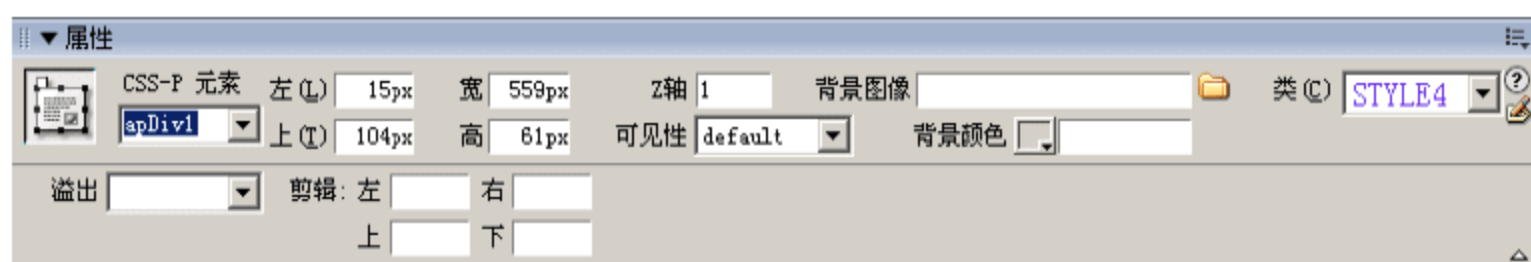 属性
CSS-P 元素 左(L) 15px 宽 559px Z轴 1 背景图像 类(C) STYLE4
apDiv1 上(T) 104px 高 61px 可见性 default 背景颜色
溢出 剪辑: 左 右
上 下